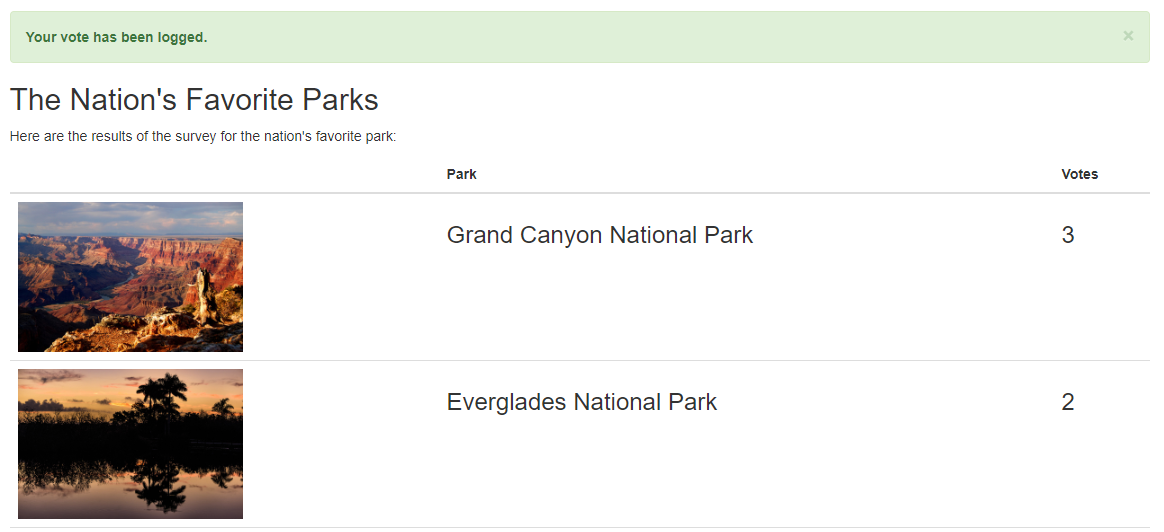 Your vote has been logged. ×
The Nation's Favorite Parks
Here are the results of the survey for the nation's favorite park:
Park Votes
Grand Canyon National Park 3
Everglades National Park 2